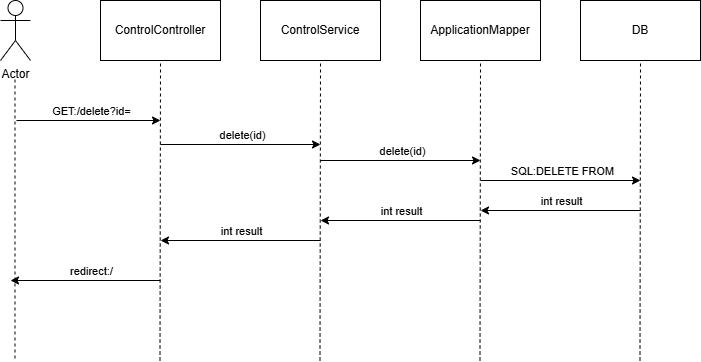 ControlController
ControlService
ApplicationMapper
DB
Actor
GET:/delete?id=
delete(id)
delete(id)
SQL:DELETE FROM
int result
int result
int result
redirect:/